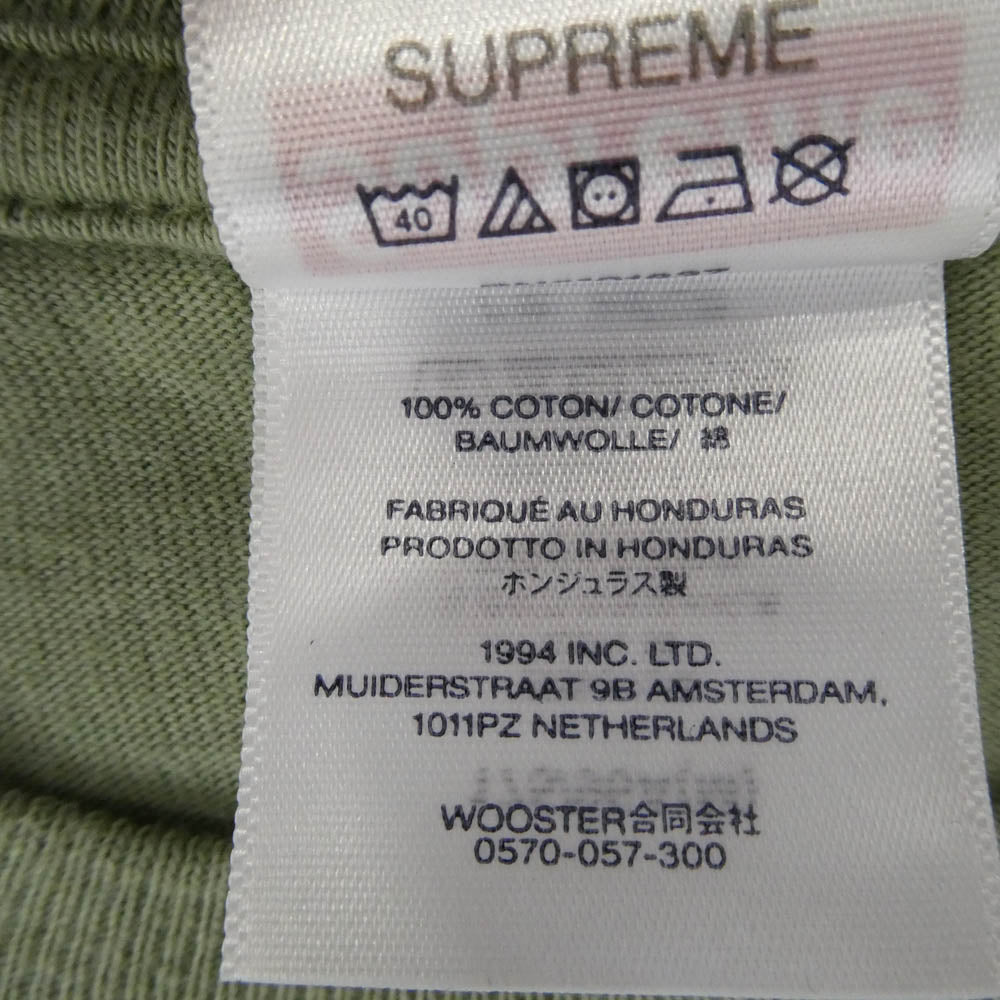 SUPREME
40
100% COTON/ COTONE/
BAUMWOLLE/ 綿
FABRIQUÉ AU HONDURAS
PRODOTTO IN HONDURAS
ホンジュラス製
1994 INC. LTD.
MUIDERSTRAAT 9B AMSTERDAM,
1011PZ NETHERLANDS
WOOSTER合同会社
0570-057-300